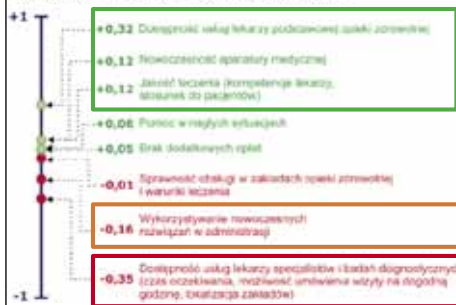 +1
+0,32 Dostępność usług lekarzy podstawowej opieki zdrowotnej
+0,12 Nowoczesność aparatury medycznej
+0,12 Jakość leczenia (kompetencje lekarzy,
stosunek do pacjentów)
+0,06 Pomoc w nagłych sytuacjach
+0,05 Brak dodatkowych opłat
-0,01 Sprawność obsługi w zakładach opieki zdrowotnej
i warunki leczenia
-0,16 Wykorzystywanie nowoczesnych
rozwiązań w administracji
-0,35 Dostępność usług lekarzy specjalistów i badań diagnostycznych
(czas oczekiwania, możliwość umówienia wizyty na dogodną
godzinę, lokalizacja zakładów)
-1